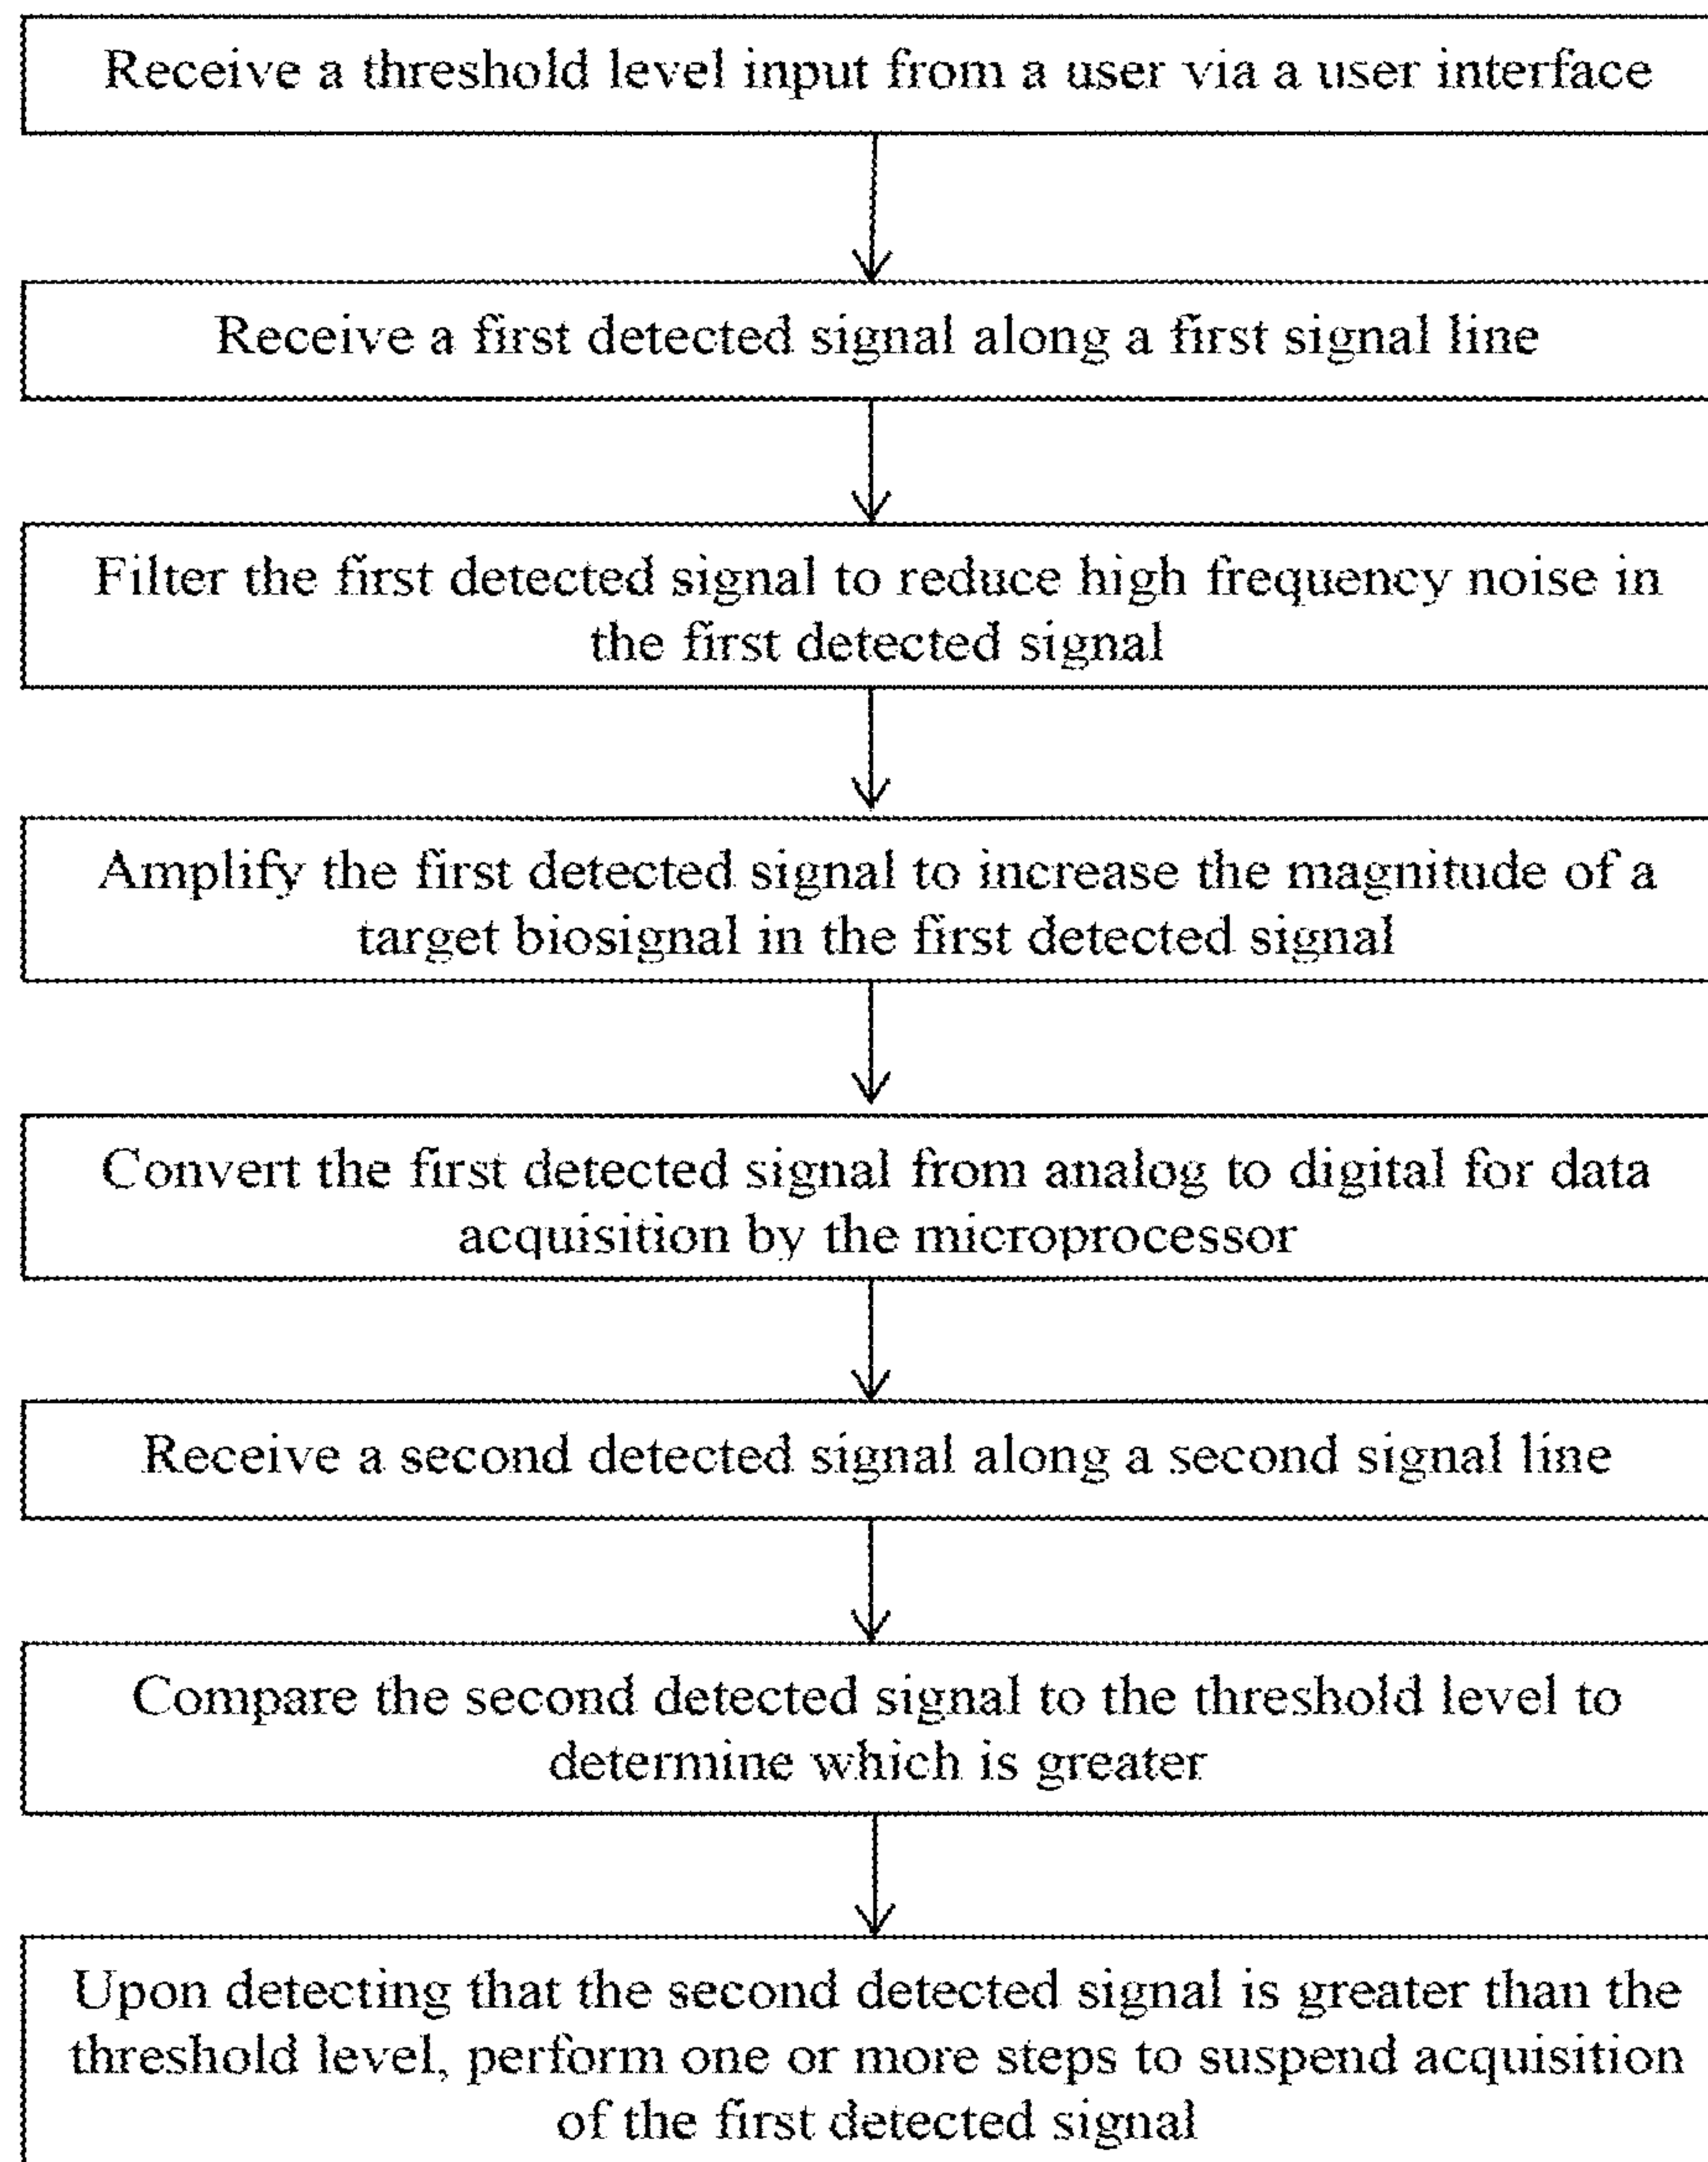 Receive a threshold level input from a user via a user interface
Receive a first detected signal along a first signal line
Filter the first detected signal to reduce high frequency noise in
the first detected signal
Amplify the first detected signal to increase the magnitude of a
target biosignal in the first detected signal
Convert the first detected signal from analog to digital for data
acquisition by the microprocessor
Receive a second detected signal along a second signal line
Compare the second detected signal to the threshold level to
determine which is greater
Upon detecting that the second detected signal is greater than the
threshold level, perform one or more steps to suspend acquisition
of the first detected signal